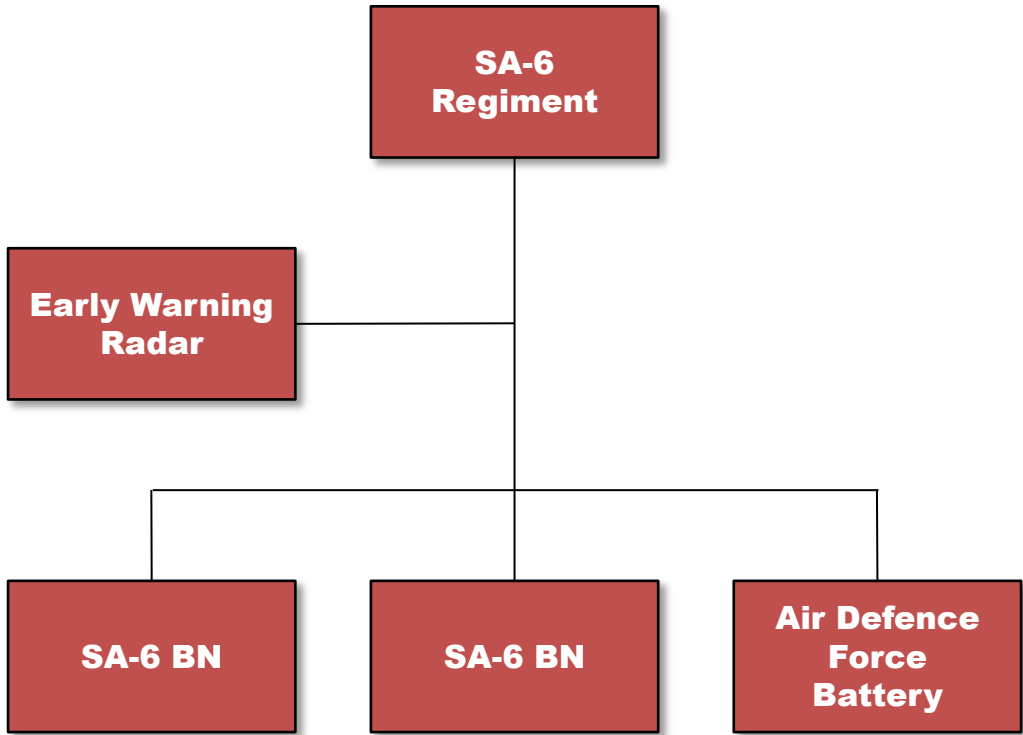 SA-6
Regiment
Early Warning
Radar
SA-6 BN
SA-6 BN
Air Defence
Force
Battery